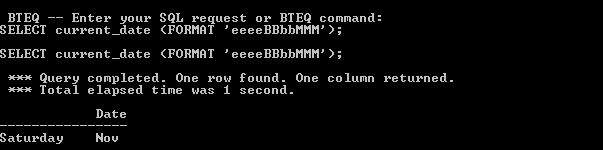 BTEQ -- Enter your SQL request or BTEQ command:
SELECT current_date (FORMAT 'eeeeBBbbMMM');
SELECT current_date (FORMAT 'eeeeBBbbMMM');
*** Query completed. One row found. One column returned.
*** Total elapsed time was 1 second.
Date
----------------
Saturday    Nov